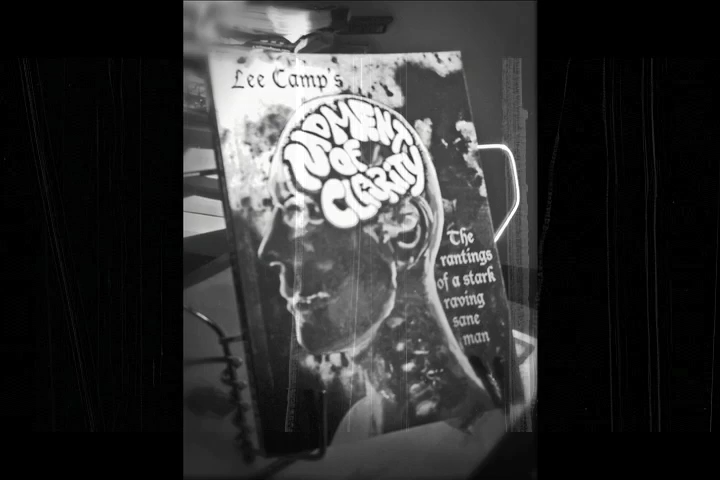 Lee Camp's
MOMENT
OF
CLARITY
The
rantings
of a stark
raving
sane
man